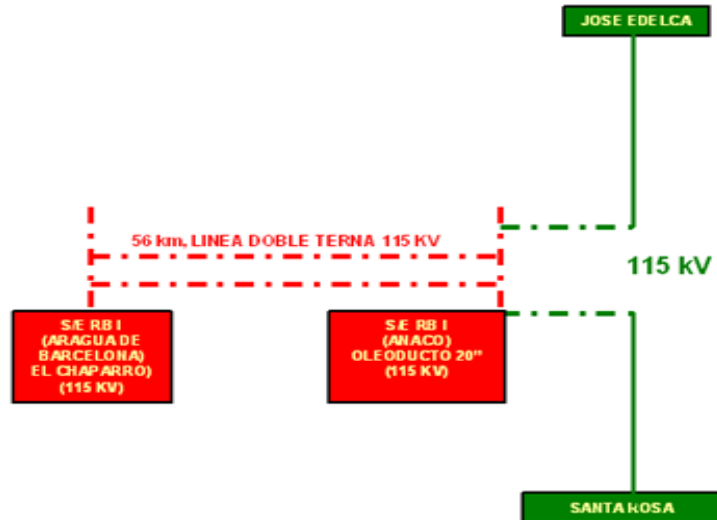 JOSE EDELCA
56 km, LINEA DOBLE TERNA 115 KV
115 kV
S/E RB I
(ARAGUA DE
BARCELONA)
EL CHAPARRO)
(115 KV)
S/E RB I
(ANACO)
OLEODUCTO 20"
(115 KV)
SANTA ROSA